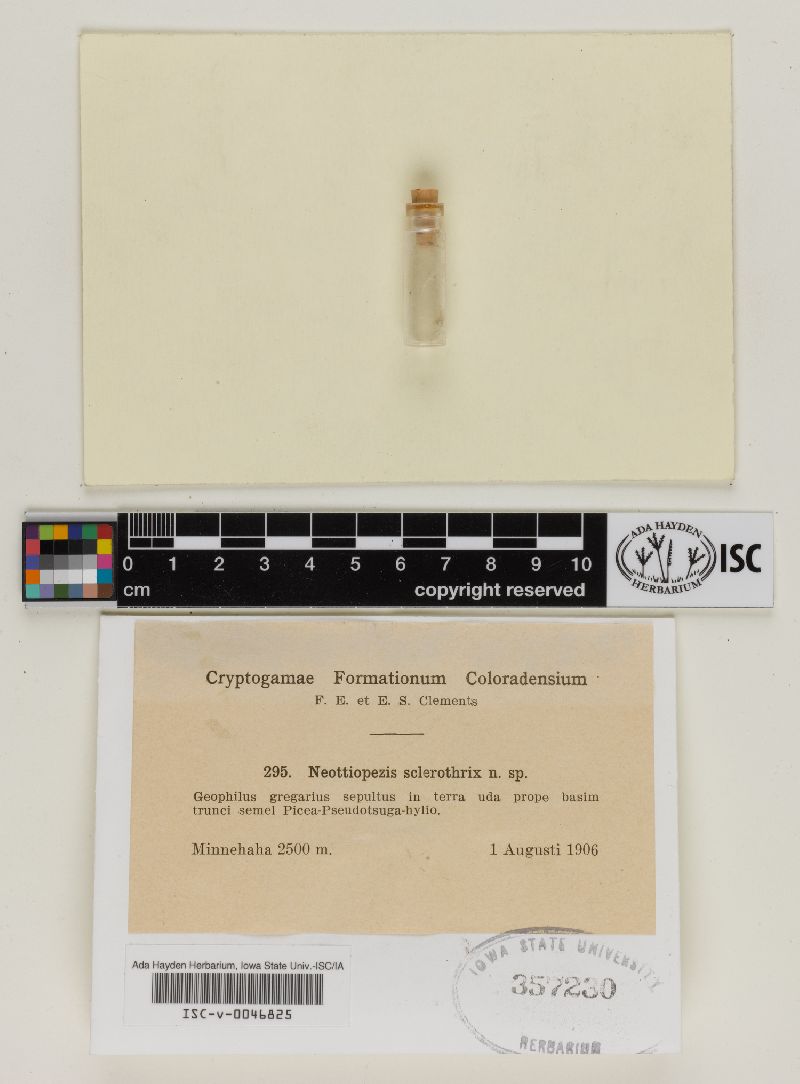 0 1 2 3 4 5 6 7 8 9 10
cm
copyright reserved
ADA HAYDEN
HERBARIUM
ISC
Cryptogamae Formationum Coloradensium
F. E. et E. S. Clements
295. Neottiopezis sclerothrix n. sp.
Geophilus gregarius sepultus in terra uda prope basim
trunci semel Picea-Pseudotsuga-hylio.
Minnehaha 2500 m. 1 Augusti 1906
Ada Hayden Herbarium, Iowa State Univ.-ISC/IA
ISC-v-0046825
IOWA STATE UNIVERSITY
357230
HERBARIUM